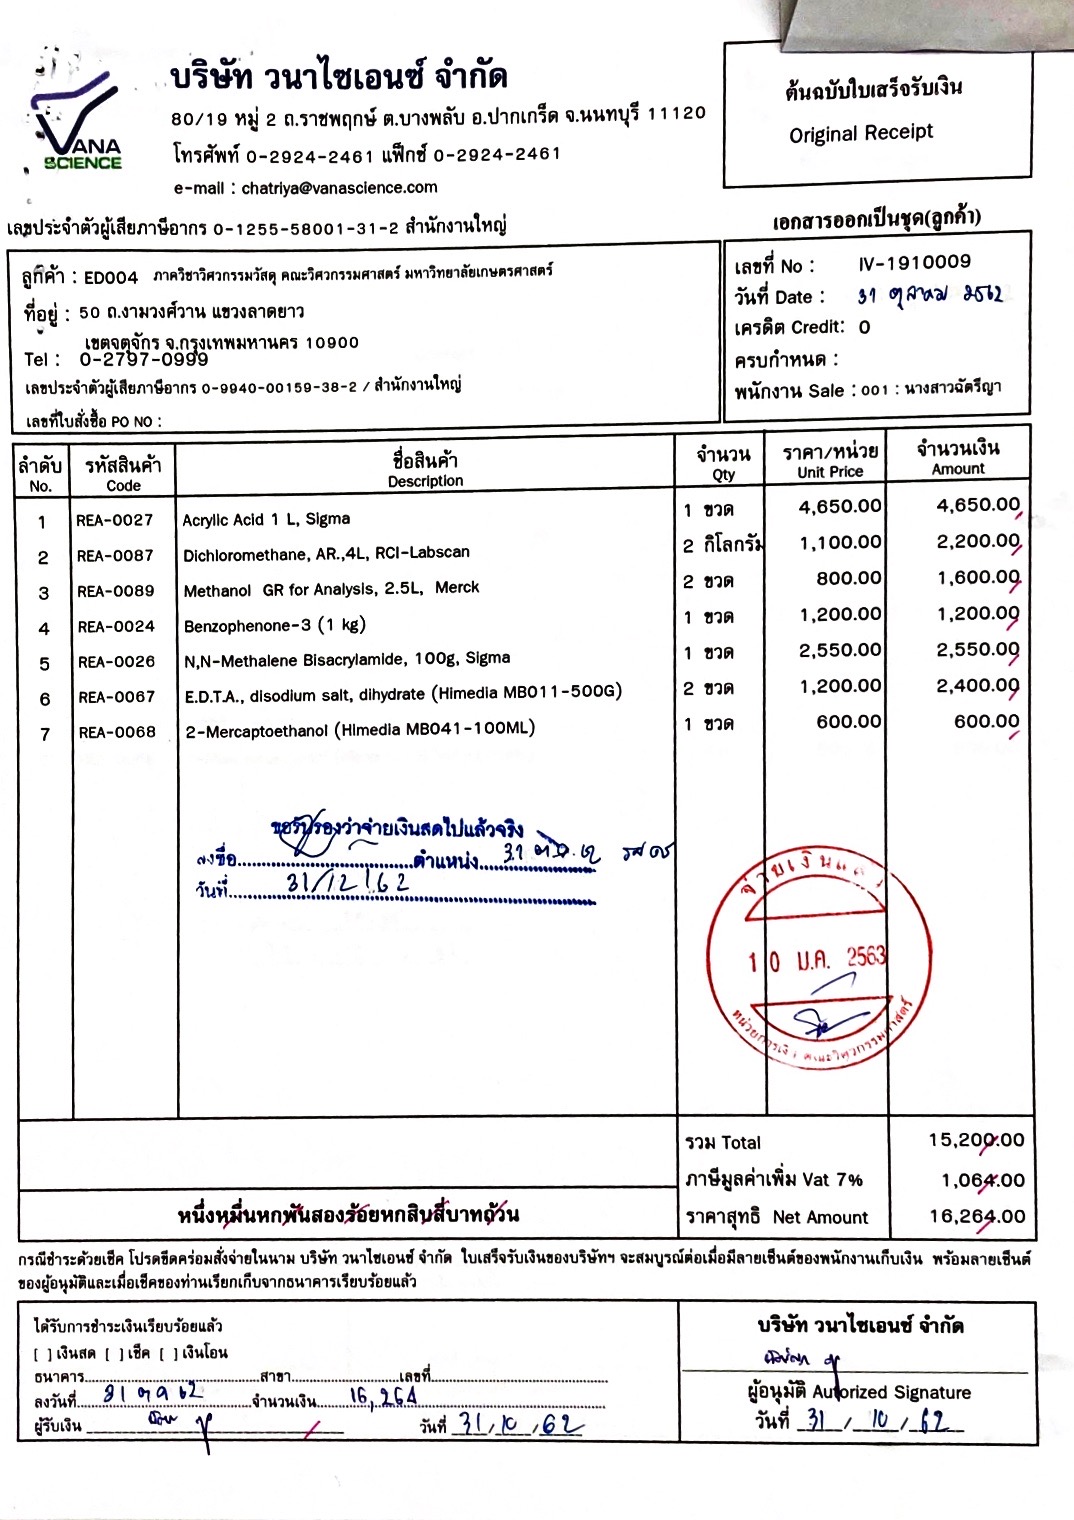 VANA
SCIENCE
บริษัท วนาไซเอนซ์ จำกัด
80/19 หมู่ 2 ถ.ราชพฤกษ์ ต.บางพลับ อ.ปากเกร็ด จ.นนทบุรี 11120
โทรศัพท์ 0-2924-2461 แฟ็กซ์ 0-2924-2461
e-mail : chatriya@vanascience.com
ต้นฉบับใบเสร็จรับเงิน
Original Receipt
เลขประจำตัวผู้เสียภาษีอากร 0-1255-58001-31-2 สำนักงานใหญ่
เอกสารออกเป็นชุด(ลูกค้า)
ลูกค้า : ED004 ภาควิชาวิศวกรรมวัสดุ คณะวิศวกรรมศาสตร์ มหาวิทยาลัยเกษตรศาสตร์
ที่อยู่ : 50 ถ.งามวงศ์วาน แขวงลาดยาว
เขตจตุจักร จ.กรุงเทพมหานคร 10900
Tel : 0-2797-0999
เลขประจำตัวผู้เสียภาษีอากร 0-9940-00159-38-2 / สำนักงานใหญ่
เลขที่ใบสั่งซื้อ PO NO :
เลขที่ No : IV-1910009
วันที่ Date : 31 ตุลาคม 2562
เครดิต Credit: 0
ครบกำหนด :
พนักงาน Sale : 001 : นางสาวฉัตรียา
ลำดับ รหัสสินค้า ชื่อสินค้า จำนวน ราคา/หน่วย จำนวนเงิน
No. Code Description Qty Unit Price Amount
1 REA-0027 Acrylic Acid 1 L, Sigma 1 ขวด 4,650.00 4,650.00
2 REA-0087 Dichloromethane, AR.,4L, RCI-Labscan 2 กิโลกรัม 1,100.00 2,200.00
3 REA-0089 Methanol GR for Analysis, 2.5L, Merck 2 ขวด 800.00 1,600.00
4 REA-0024 Benzophenone-3 (1 kg) 1 ขวด 1,200.00 1,200.00
5 REA-0026 N,N-Methalene Bisacrylamide, 100g, Sigma 1 ขวด 2,550.00 2,550.00
6 REA-0067 E.D.T.A., disodium salt, dihydrate (Himedia MB011-500G) 2 ขวด 1,200.00 2,400.00
7 REA-0068 2-Mercaptoethanol (Himedia MB041-100ML) 1 ขวด 600.00 600.00
ขอรับรองว่าจ่ายเงินสดไปแล้วจริง
ลงชื่อ ตำแหน่ง
วันที่ 31/12/62
จ่ายเงินแล้ว
10 ม.ค. 2563
หน่วยการเงิน คณะวิศวกรรมศาสตร์
รวม Total 15,200.00
ภาษีมูลค่าเพิ่ม Vat 7% 1,064.00
หนึ่งหมื่นหกพันสองร้อยหกสิบสี่บาทถ้วน ราคาสุทธิ Net Amount 16,264.00
กรณีชำระด้วยเช็ค โปรดขีดคร่อมสั่งจ่ายในนาม บริษัท วนาไซเอนซ์ จำกัด ใบเสร็จรับเงินของบริษัทฯ จะสมบูรณ์ต่อเมื่อมีลายเซ็นต์ของพนักงานเก็บเงิน พร้อมลายเซ็นต์
ของผู้อนุมัติและเมื่อเช็คของท่านเรียกเก็บจากธนาคารเรียบร้อยแล้ว
ได้รับการชำระเงินเรียบร้อยแล้ว
[ ] เงินสด [ ] เช็ค [ ] เงินโอน
ธนาคาร สาขา เลขที่
ลงวันที่ 31 ตค 62 จำนวนเงิน 16,264
ผู้รับเงิน วันที่ 31/10/62
บริษัท วนาไซเอนซ์ จำกัด
ผู้อนุมัติ Autorized Signature
วันที่ 31/10/62